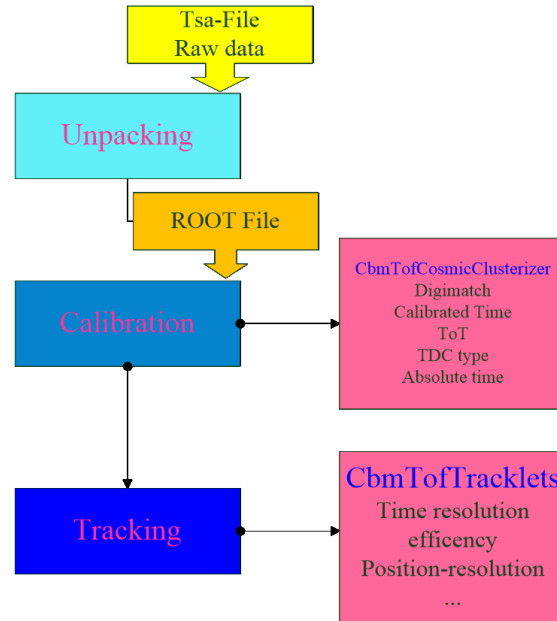 Tsa-File
Raw data
Unpacking
ROOT File
Calibration
CbmTofCosmicClusterizer
Digimatch
Calibrated Time
ToT
TDC type
Absolute time
Tracking
CbmTofTracklets
Time resolution
efficency
Position-resolution
...